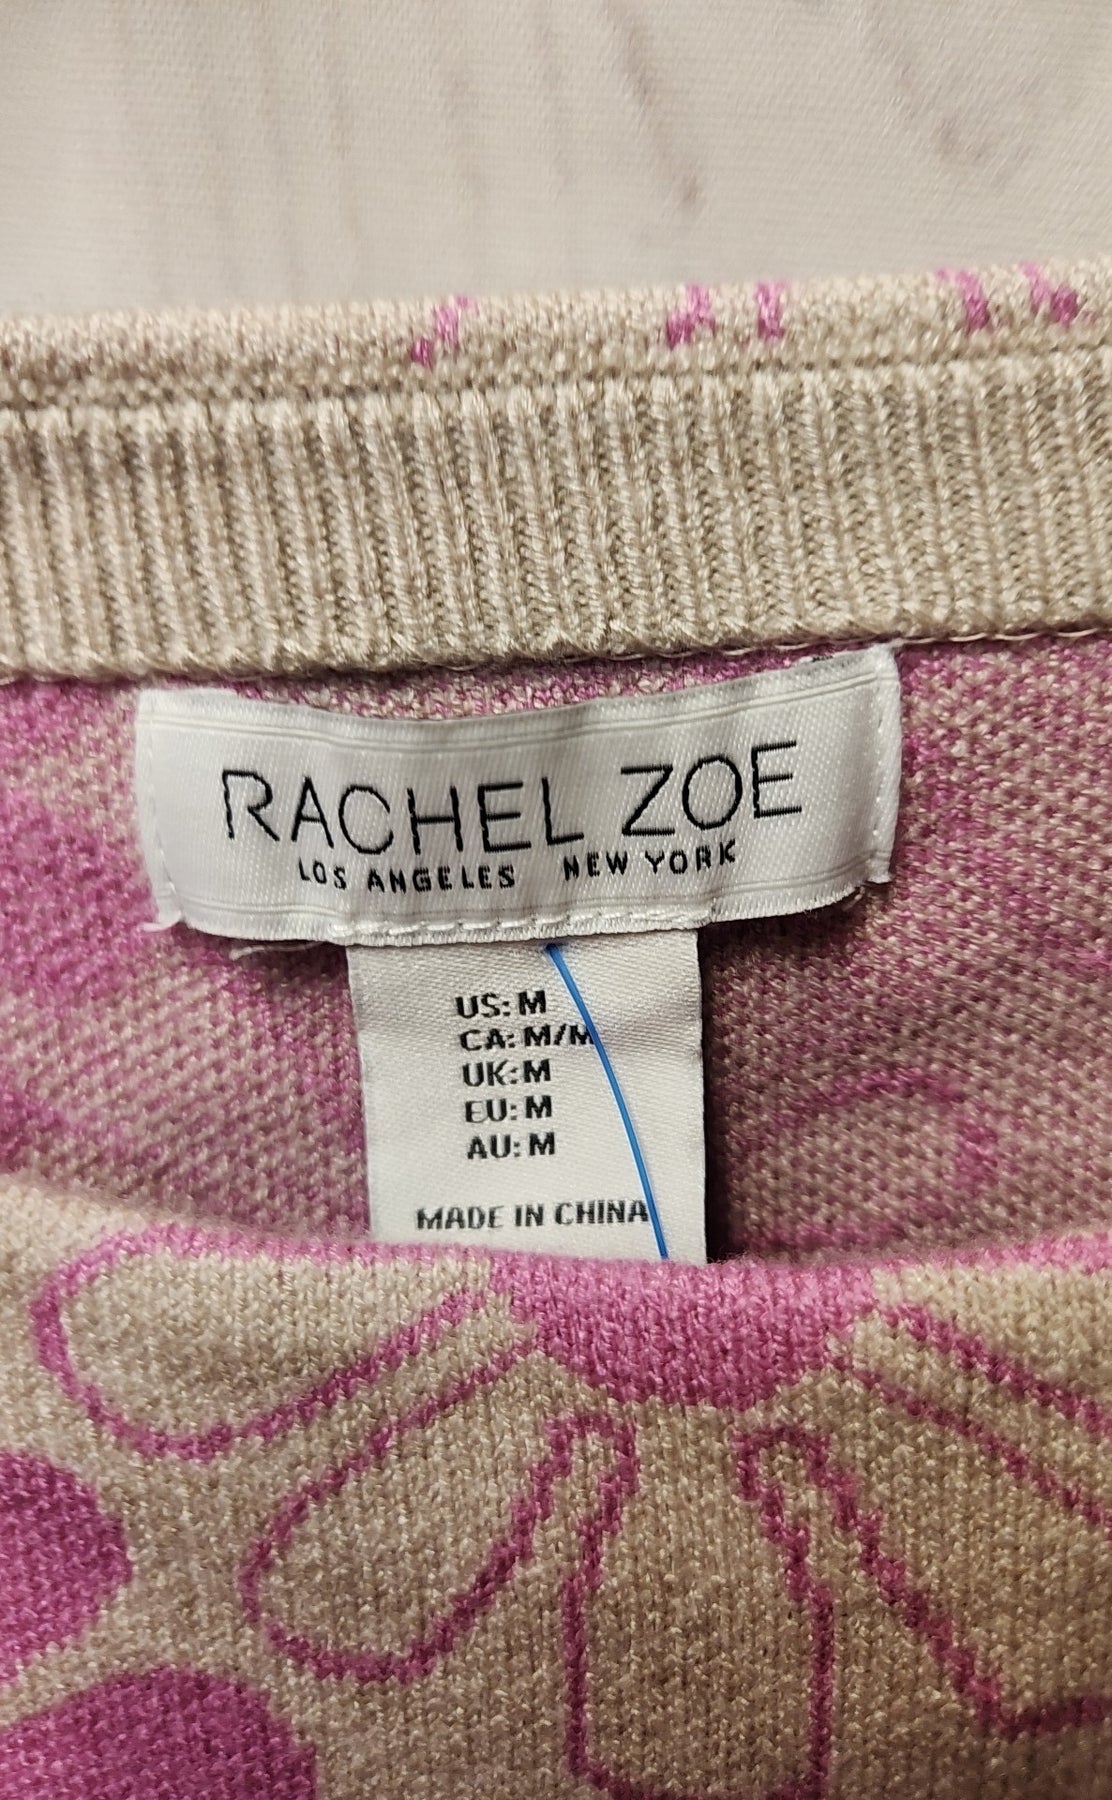 RACHEL ZOE
LOS ANGELES NEW YORK
US: M
CA: M/M
UK: M
EU: M
AU: M
MADE IN CHINA